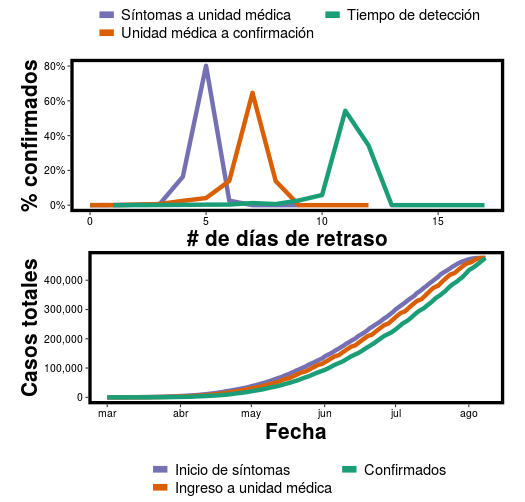 Síntomas a unidad médica Tiempo de detección
Unidad médica a confirmación
% confirmados
80%
60%
40%
20%
0%
0 5 10 15
# de días de retraso
Casos totales
400,000
300,000
200,000
100,000
0
mar abr may jun jul ago
Fecha
Inicio de síntomas Confirmados
Ingreso a unidad médica